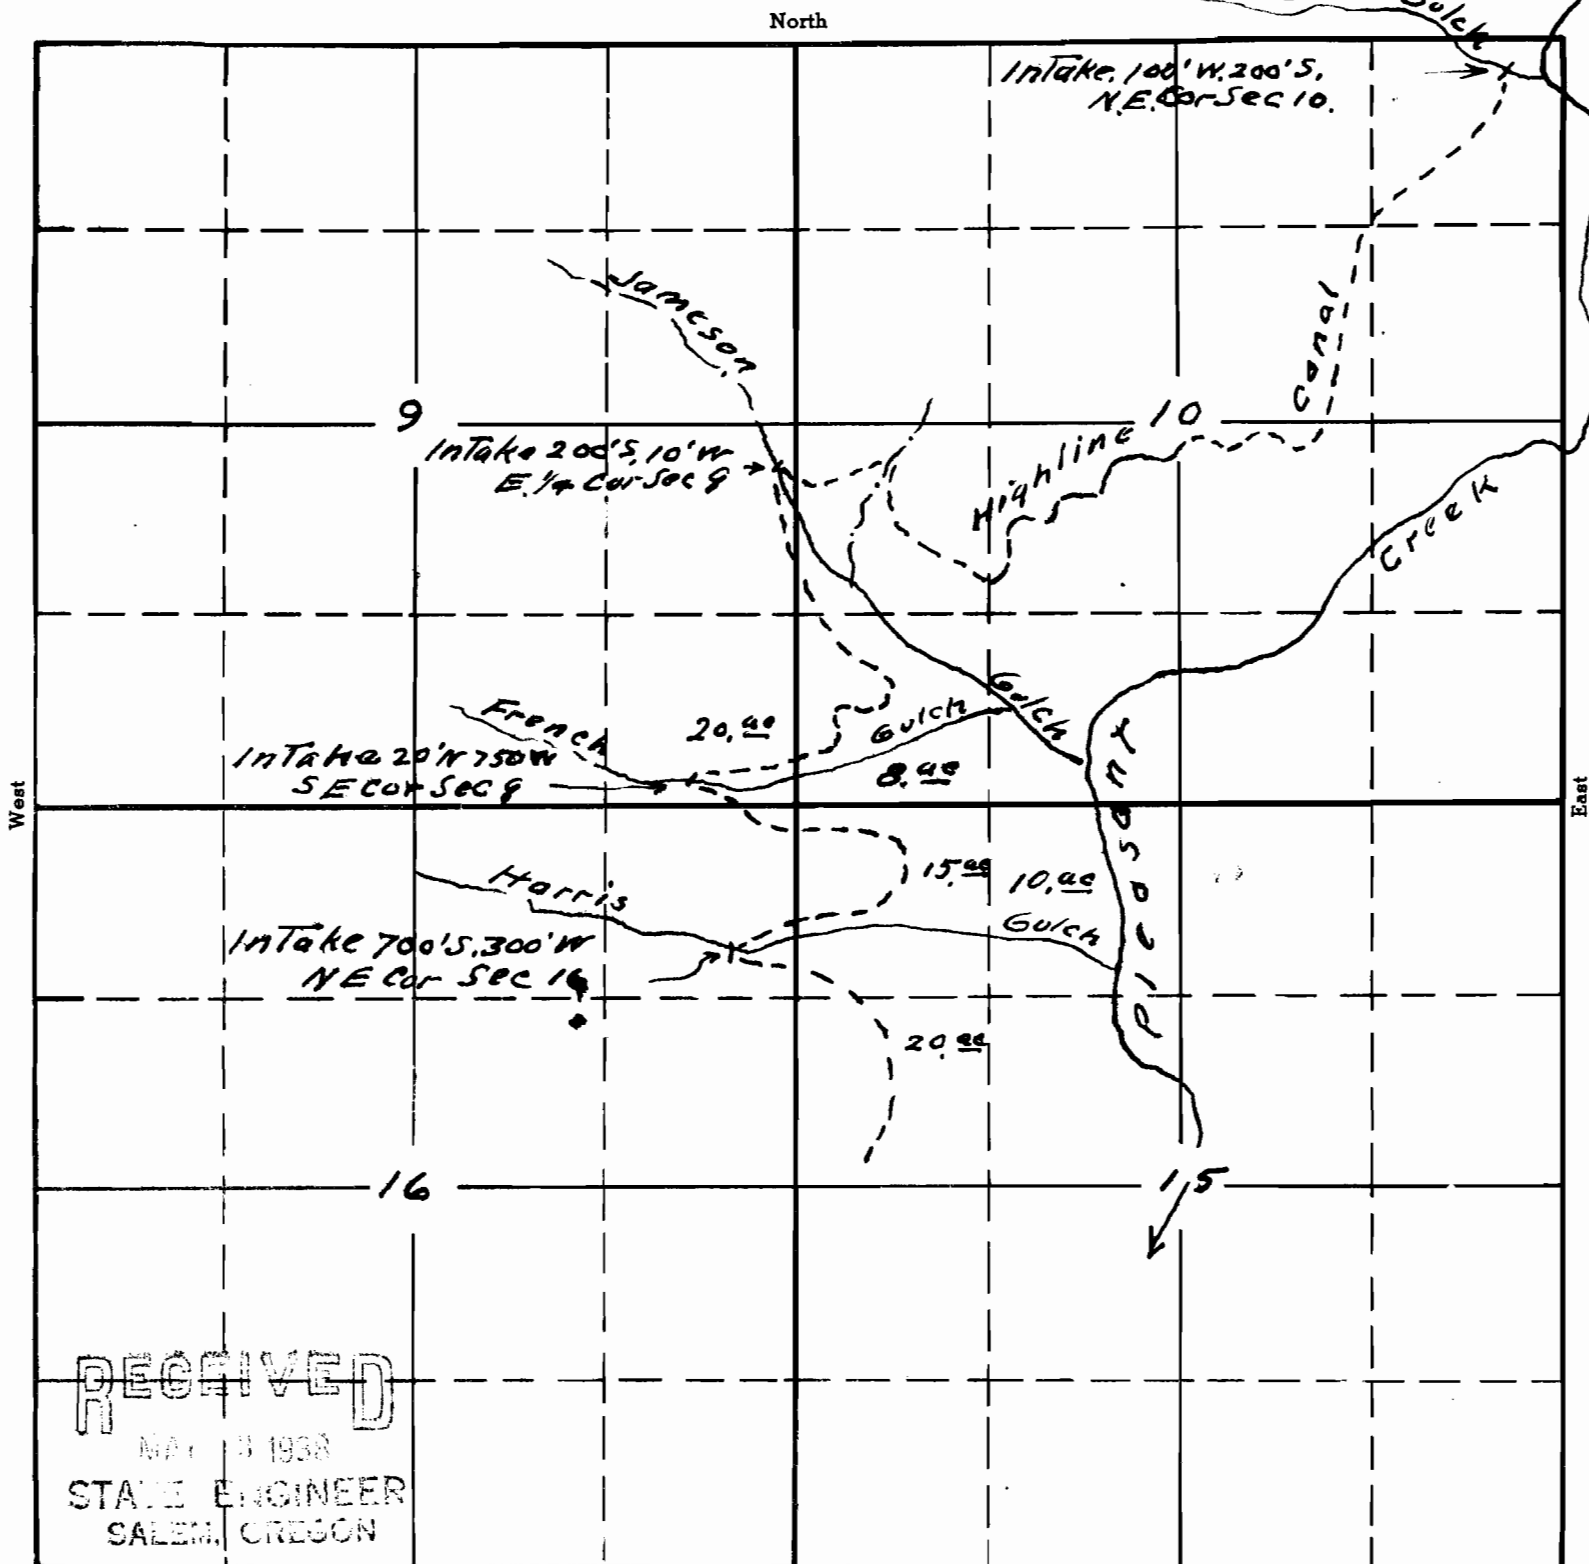 North
Gulch
InTake. 100' W. 200' S.
N.E. Cor Sec 10.
Jameson
Canal
9
10
InTake 200' S, 10' W
E. 1/4 Cor Sec 9
Highline
Creek
Gulch
French
20. ac
Gulch
InTake 20' N 750 W
S E Cor Sec 9
8. ac
West
East
Pleasant
Harris
15. ac
10. ac
Gulch
InTake 700' S. 300' W
NE Cor Sec 16
20. ac
16
15
RECEIVED
1938
STATE ENGINEER
SALEM, OREGON